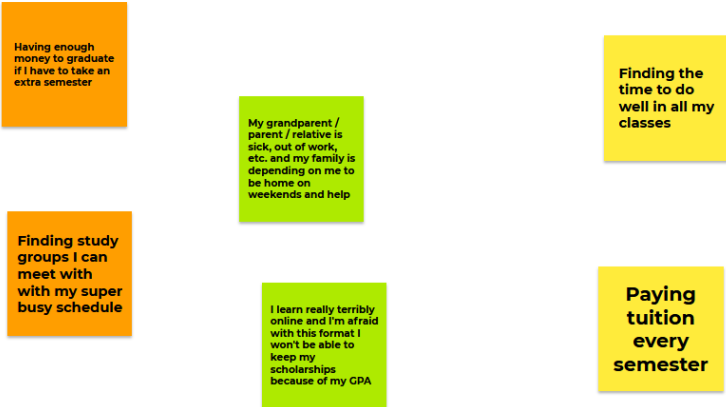 Having enough
money to graduate
if I have to take an
extra semester
My grandparent /
parent / relative is
sick, out of work,
etc. and my family is
depending on me to
be home on
weekends and help
Finding the
time to do
well in all my
classes
Finding study
groups I can
meet with
with my super
busy schedule
I learn really terribly
online and I'm afraid
with this format I
won't be able to
keep my
scholarships
because of my GPA
Paying
tuition
every
semester